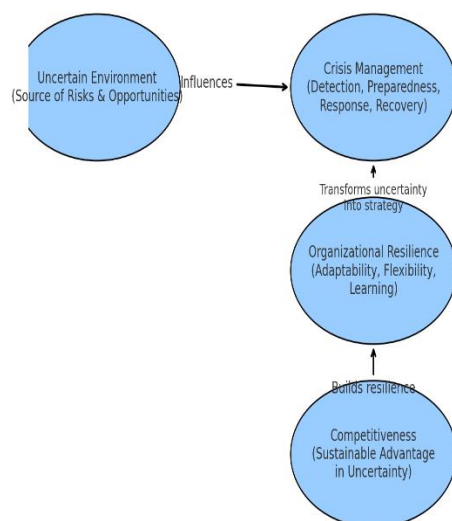 Uncertain Environment
(Source of Risks & Opportunities)
Influences
Crisis Management
(Detection, Preparedness,
Response, Recovery)
Transforms uncertainty
into strategy
Organizational Resilience
(Adaptability, Flexibility,
Learning)
Builds resilience
Competitiveness
(Sustainable Advantage
in Uncertainty)